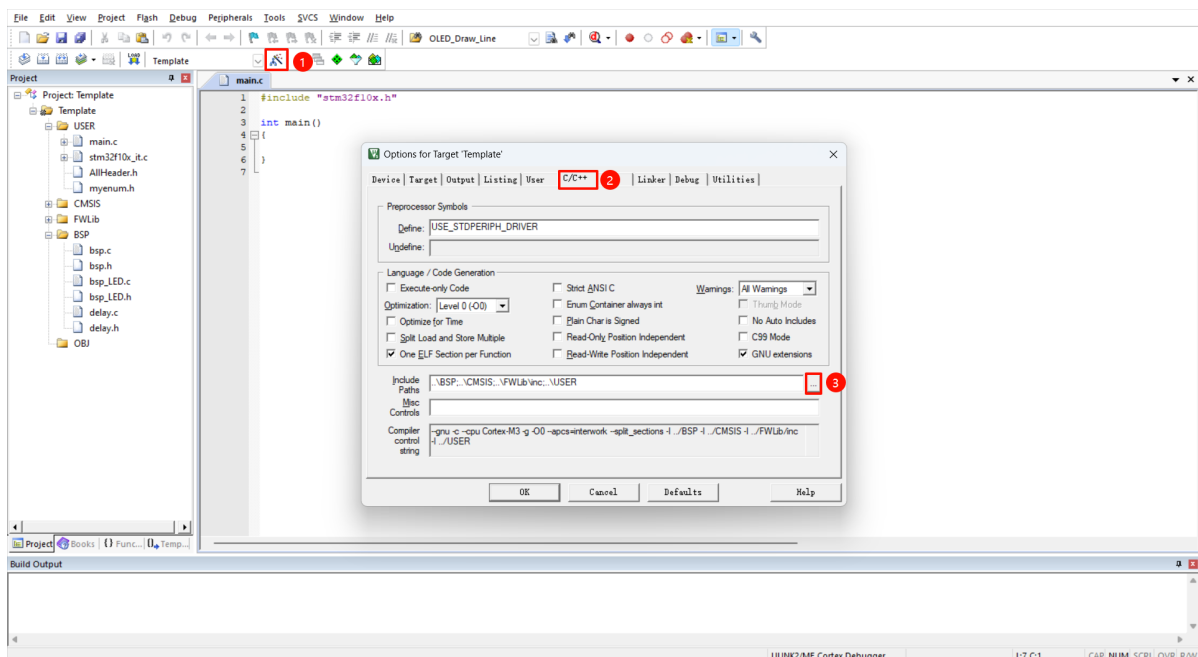 File Edit View Project Flash Debug Peripherals Tools SVCS Window Help
OLED_Draw_Line
LOAD Template 1
Project
main.c
Project: Template
Template
USER
main.c
stm32f10x_it.c
AllHeader.h
myenum.h
CMSIS
FWLib
BSP
bsp.c
bsp.h
bsp_LED.c
bsp_LED.h
delay.c
delay.h
OBJ
1 #include "stm32f10x.h"
2
3 int main()
4 {
5
6 }
7
Options for Target 'Template'
Device Target Output Listing User C/C++ 2 Linker Debug Utilities
Preprocessor Symbols
Define: USE_STDPERIPH_DRIVER
Undefine:
Language / Code Generation
Execute-only Code Strict ANSI C Warnings: All Warnings
Optimization: Level 0 (-O0) Enum Container always int Thumb Mode
Optimize for Time Plain Char is Signed No Auto Includes
Split Load and Store Multiple Read-Only Position Independent C99 Mode
One ELF Section per Function Read-Write Position Independent GNU extensions
Include Paths ..\BSP;..\CMSIS;..\FWLib\inc;..\USER ... 3
Misc Controls
Compiler control string --gnu -c --cpu Cortex-M3 -g -O0 --apcs=interwork --split_sections -I ../BSP -I ../CMSIS -I ../FWLib/inc
-I ../USER
OK Cancel Defaults Help
Project Books {} Func... Temp...
Build Output
L:7 C:1 CAP NUM SCRL OVR R/W